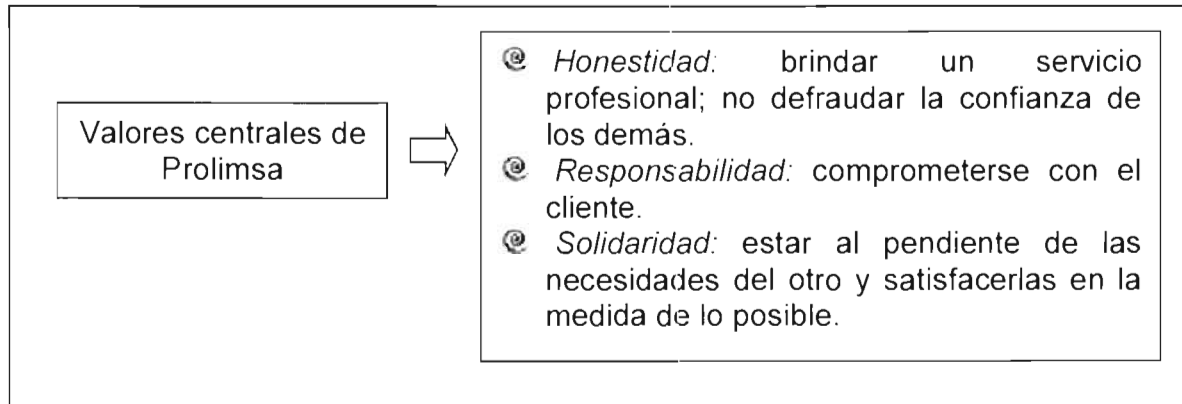 Valores centrales de
Prolimsa
Honestidad: brindar un servicio
profesional; no defraudar la confianza de
los demás.
Responsabilidad: comprometerse con el
cliente.
Solidaridad: estar al pendiente de las
necesidades del otro y satisfacerlas en la
medida de lo posible.